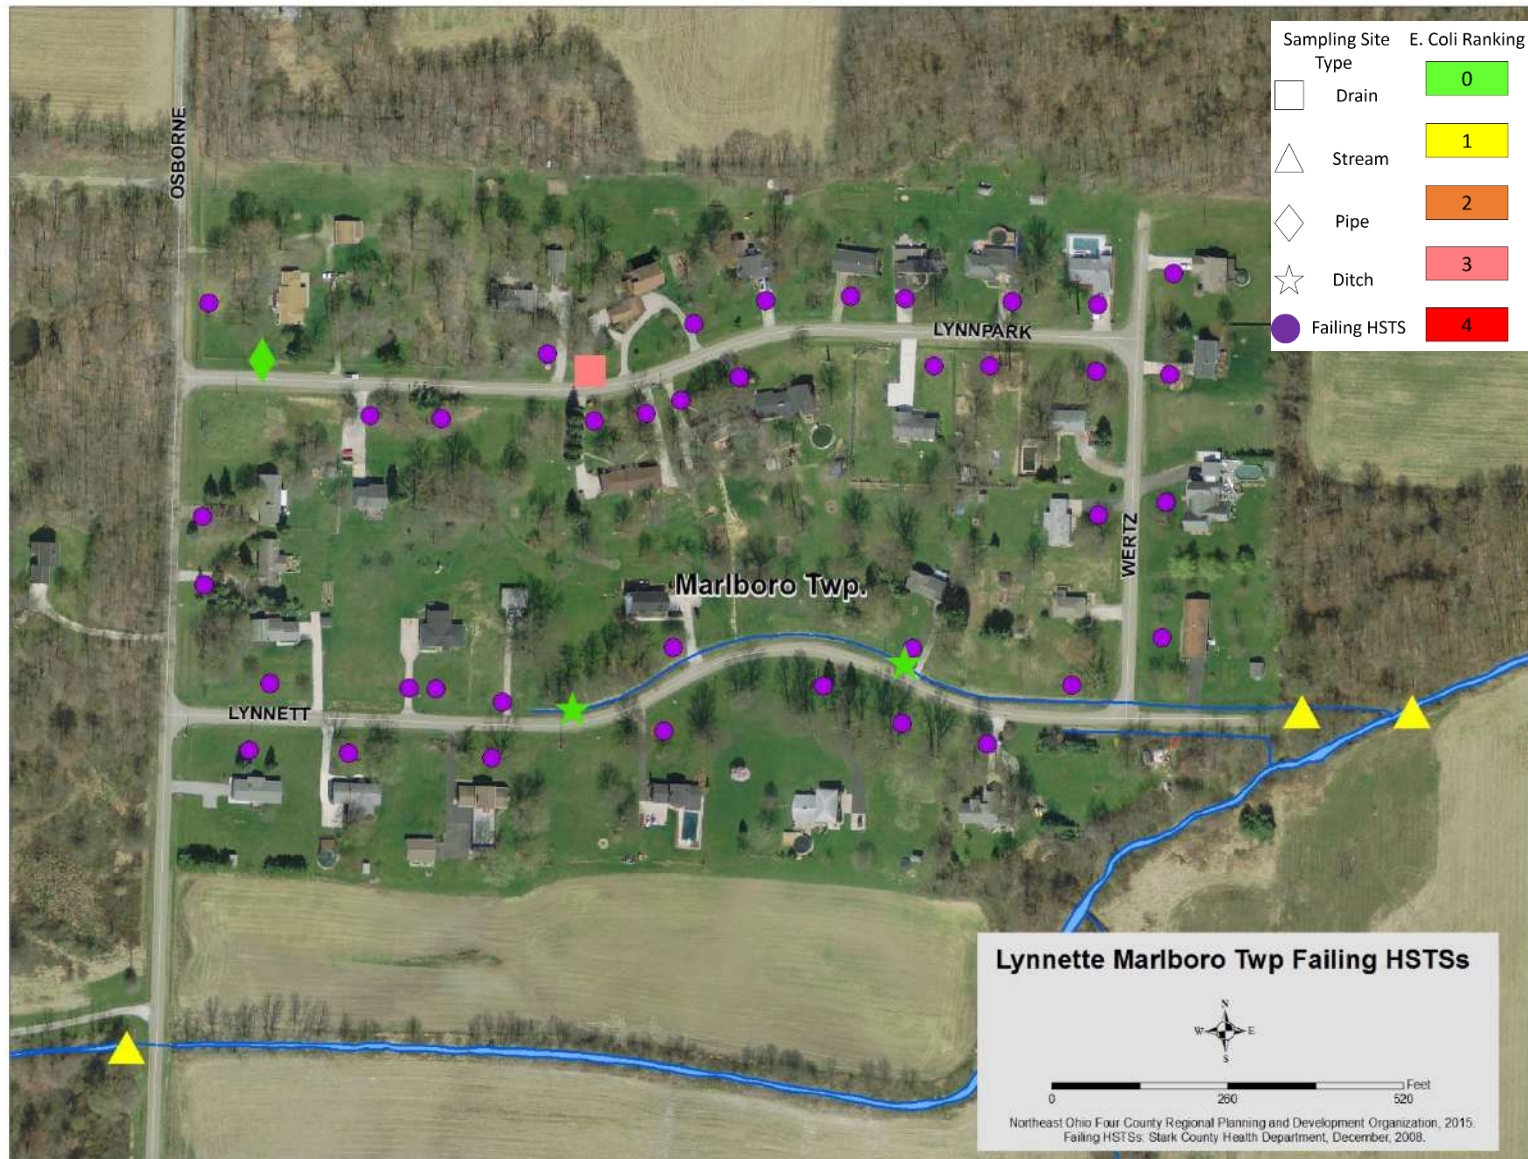 Sampling Site Type
E. Coli Ranking
Drain
0
Stream
1
Pipe
2
Ditch
3
Failing HSTS
4
OSBORNE
LYNNPARK
WERTZ
Marlboro Twp.
LYNNETT
Lynnette Marlboro Twp Failing HSTSs
N
W E
S
Feet
0 260 520
Northeast Ohio Four County Regional Planning and Development Organization, 2015.
Failing HSTSs: Stark County Health Department, December, 2008.